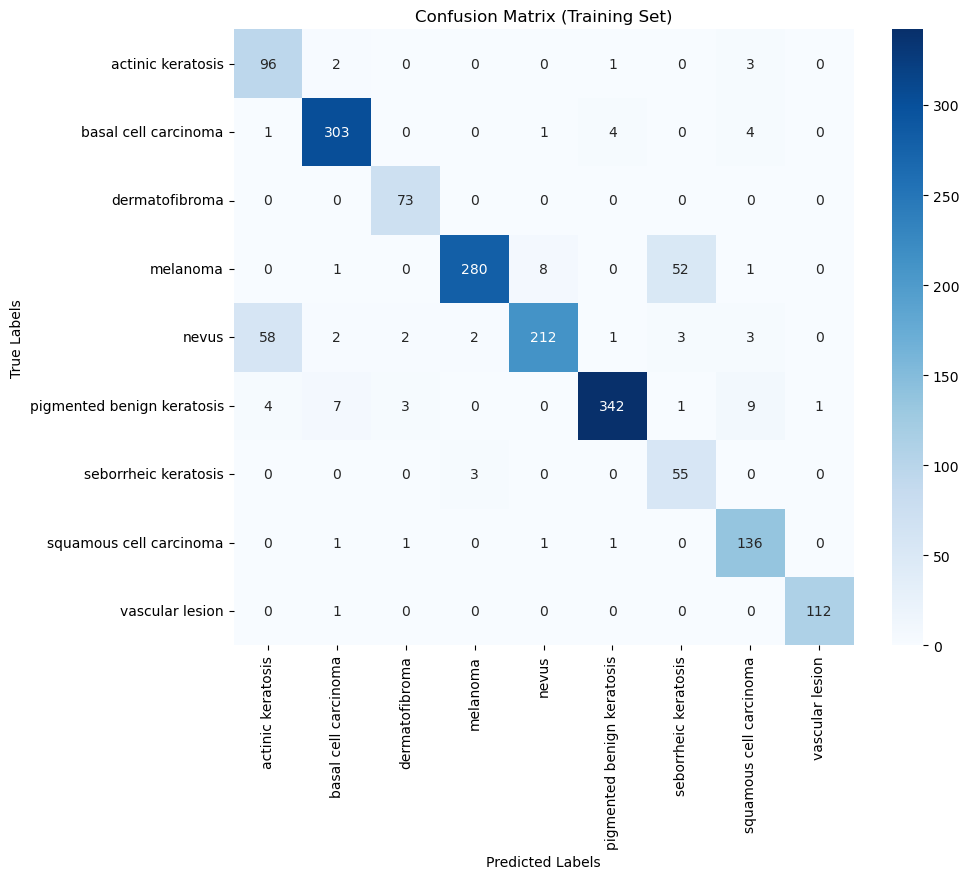 Confusion Matrix (Training Set)
actinic keratosis 96 2 0 0 0 1 0 3 0
basal cell carcinoma 1 303 0 0 1 4 0 4 0
dermatofibroma 0 0 73 0 0 0 0 0 0
melanoma 0 1 0 280 8 0 52 1 0
nevus 58 2 2 2 212 1 3 3 0
pigmented benign keratosis 4 7 3 0 0 342 1 9 1
seborrheic keratosis 0 0 0 3 0 0 55 0 0
squamous cell carcinoma 0 1 1 0 1 1 0 136 0
vascular lesion 0 1 0 0 0 0 0 0 112
True Labels
actinic keratosis
basal cell carcinoma
dermatofibroma
melanoma
nevus
pigmented benign keratosis
seborrheic keratosis
squamous cell carcinoma
vascular lesion
Predicted Labels
300
250
200
150
100
50
0